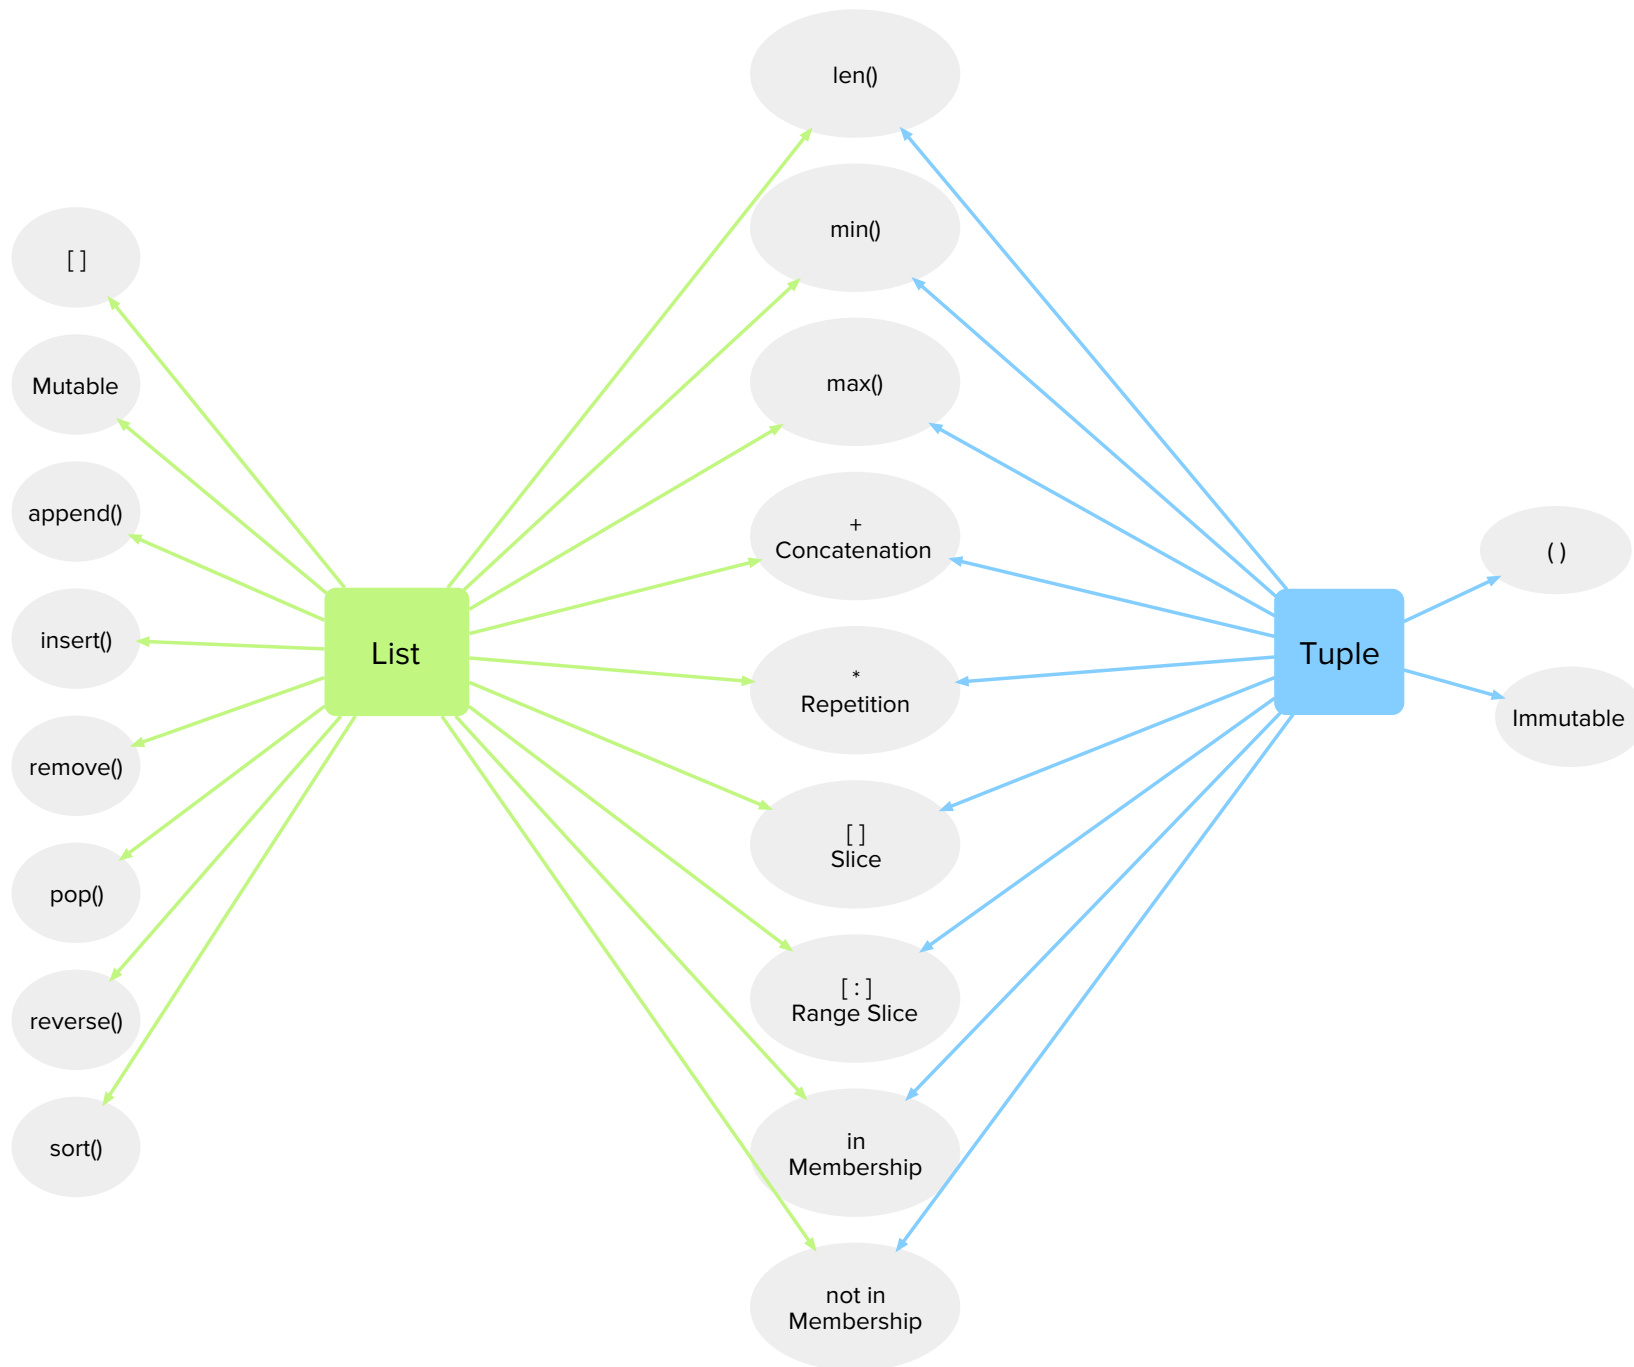 [ ]
Mutable
append()
insert()
remove()
pop()
reverse()
sort()
List
len()
min()
max()
+
Concatenation
*
Repetition
[ ]
Slice
[ : ]
Range Slice
in
Membership
not in
Membership
Tuple
( )
Immutable